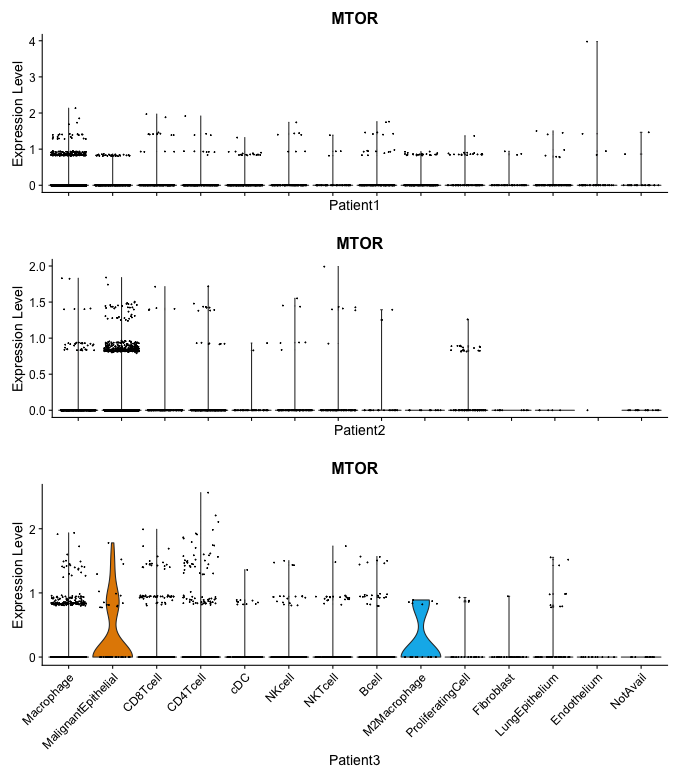 MTOR
Expression Level
4
3
2
1
0
Patient1
MTOR
Expression Level
2.0
1.5
1.0
0.5
0.0
Patient2
MTOR
Expression Level
2
1
0
Macrophage
MalignantEpithelial
CD8Tcell
CD4Tcell
cDC
NKcell
NKTcell
Bcell
M2Macrophage
ProliferatingCell
Fibroblast
LungEpithelium
Endothelium
NotAvail
Patient3